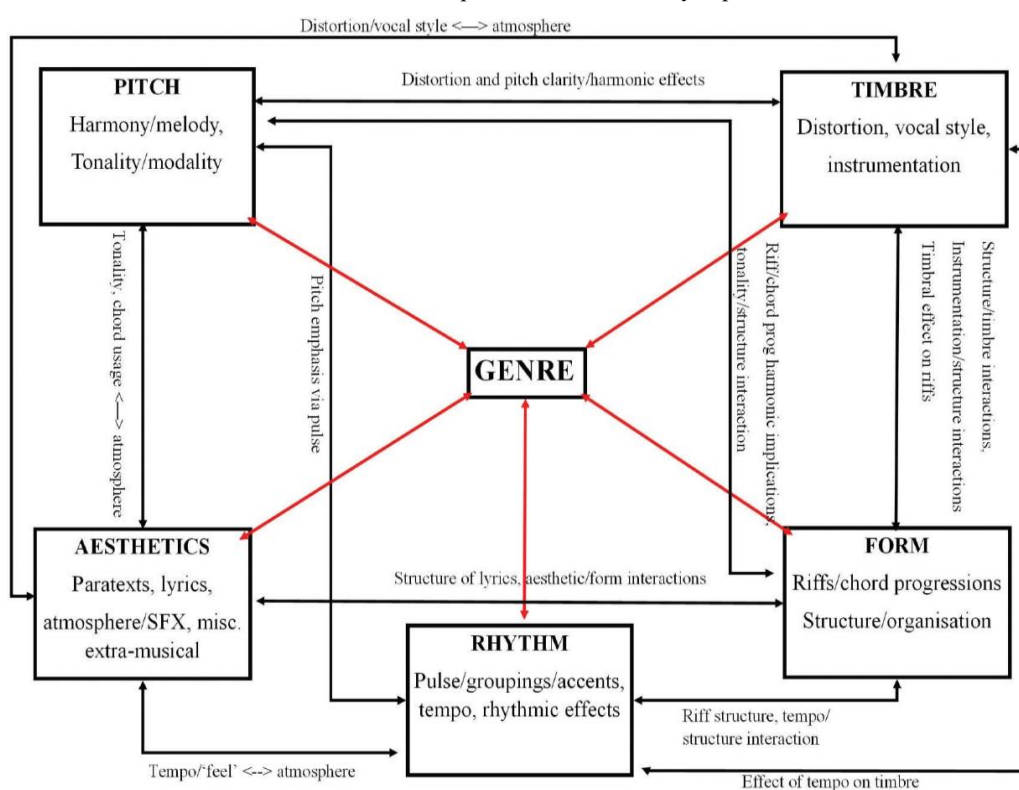 Distortion/vocal style <—> atmosphere
PITCH
Harmony/melody,
Tonality/modality
Distortion and pitch clarity/harmonic effects
TIMBRE
Distortion, vocal style,
instrumentation
Tonality, chord usage <—> atmosphere
Pitch emphasis via pulse
Riff/chord prog harmonic implications,
tonality/structure interaction
Structure/timbre interactions,
Instrumentation/structure interactions
Timbral effect on riffs
GENRE
AESTHETICS
Paratexts, lyrics,
atmosphere/SFX, misc.
extra-musical
Structure of lyrics, aesthetic/form interactions
FORM
Riffs/chord progressions
Structure/organisation
RHYTHM
Pulse/groupings/accents,
tempo, rhythmic effects
Riff structure, tempo/
structure interaction
Tempo/‘feel’ <--> atmosphere
Effect of tempo on timbre